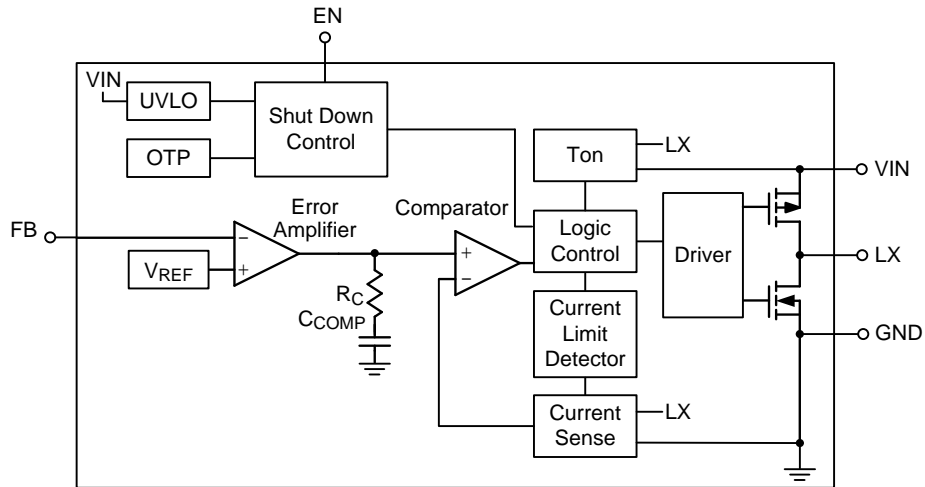 EN
VIN
UVLO
OTP
Shut Down
Control
Ton
LX
VIN
Error
Amplifier
Comparator
Logic
Control
Driver
FB
−
+
VREF
+
−
LX
RC
CCOMP
Current
Limit
Detector
GND
Current
Sense
LX